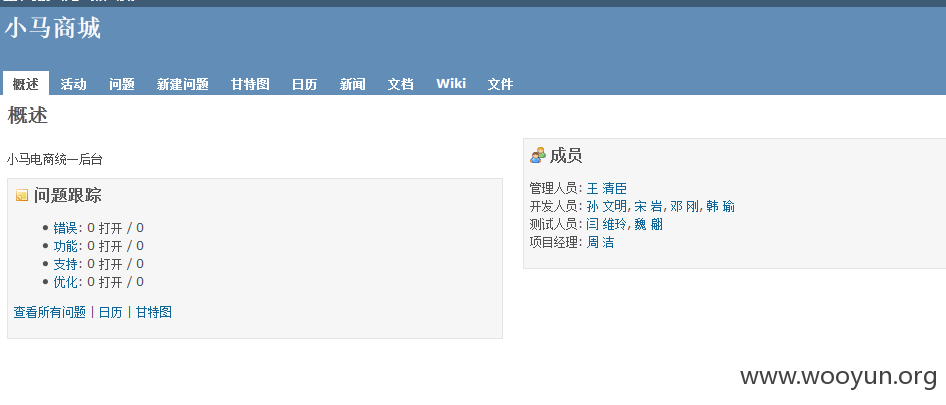 小马商城
概述 活动 问题 新建问题 甘特图 日历 新闻 文档 Wiki 文件
概述
小马电商统一后台
问题跟踪
错误: 0 打开 / 0
功能: 0 打开 / 0
支持: 0 打开 / 0
优化: 0 打开 / 0
查看所有问题 | 日历 | 甘特图
成员
管理人员: 王 清臣
开发人员: 孙 文明, 宋 岩, 邓 刚, 韩 瑜
测试人员: 闫 维玲, 魏 翩
项目经理: 周 洁
www.wooyun.org